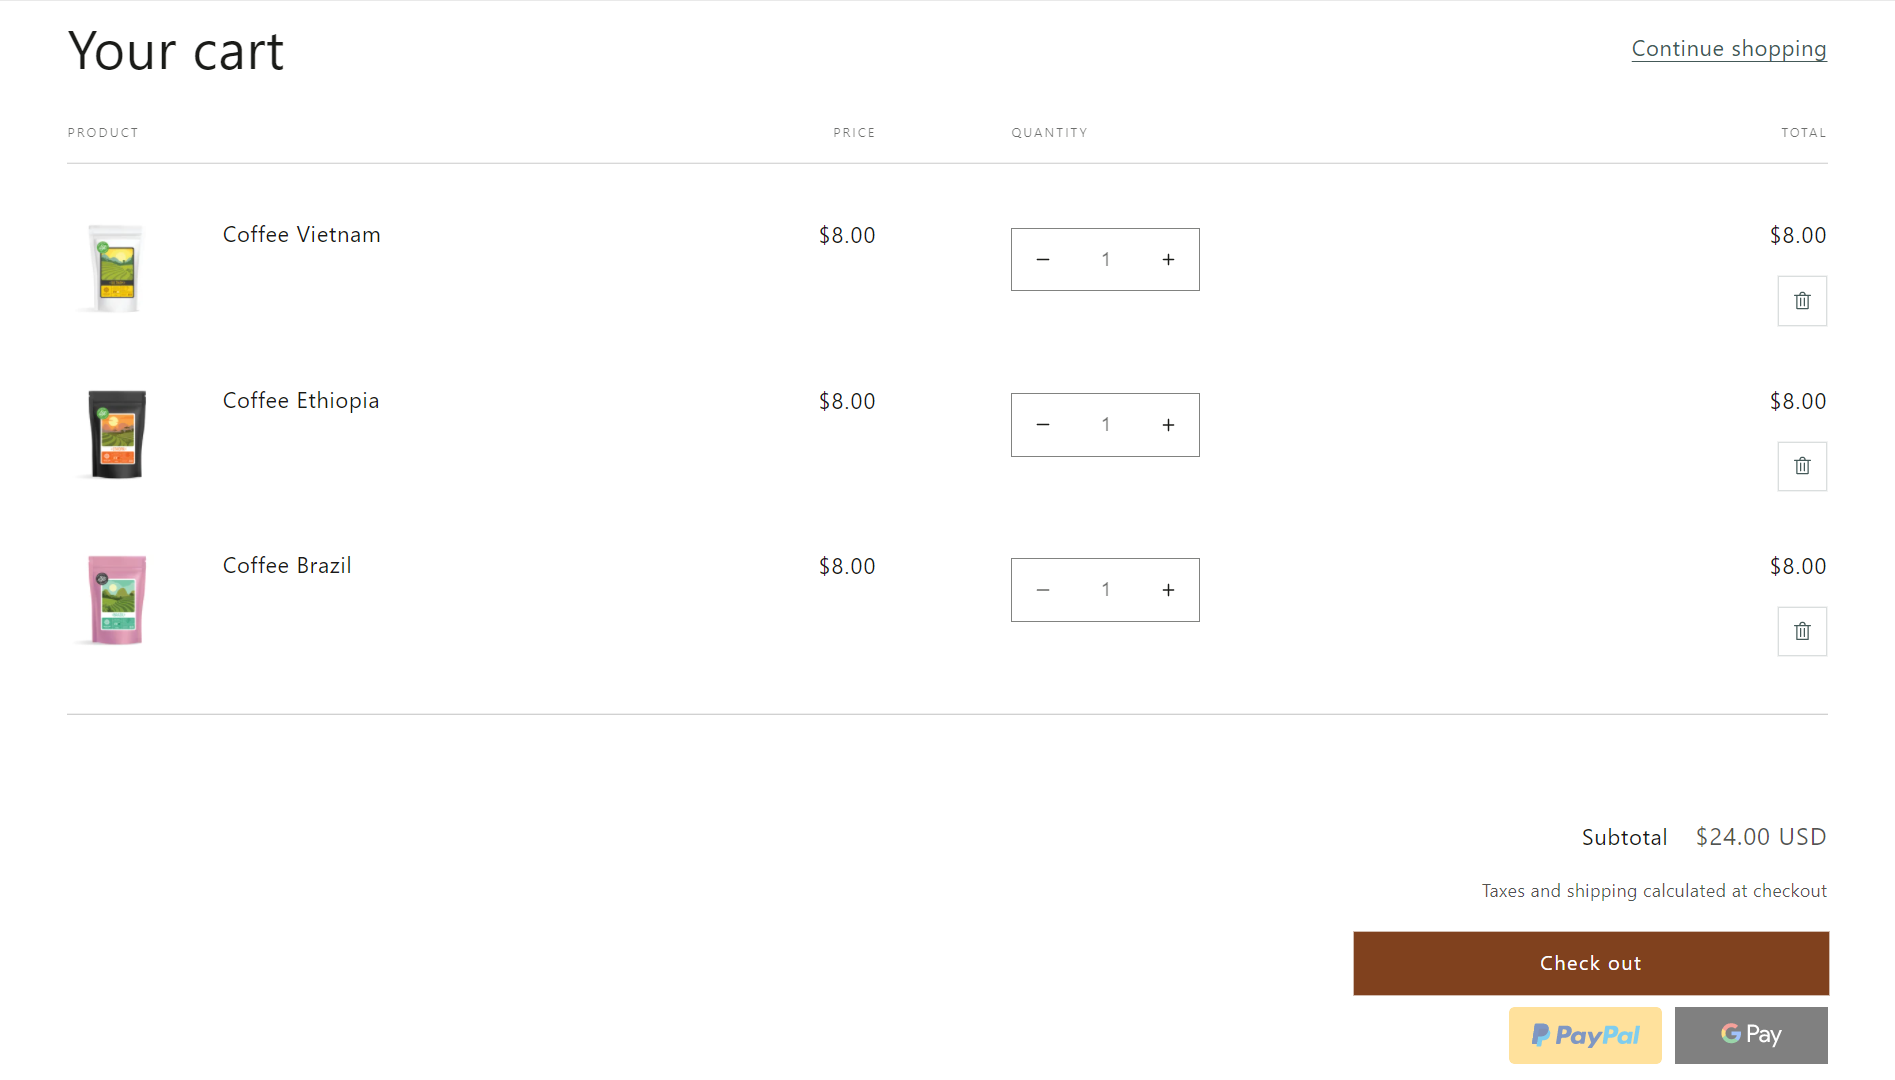 Your cart
Continue shopping
PRODUCT PRICE QUANTITY TOTAL
Coffee Vietnam $8.00 − 1 + $8.00
Coffee Ethiopia $8.00 − 1 + $8.00
Coffee Brazil $8.00 − 1 + $8.00
Subtotal $24.00 USD
Taxes and shipping calculated at checkout
Check out
PayPal G Pay